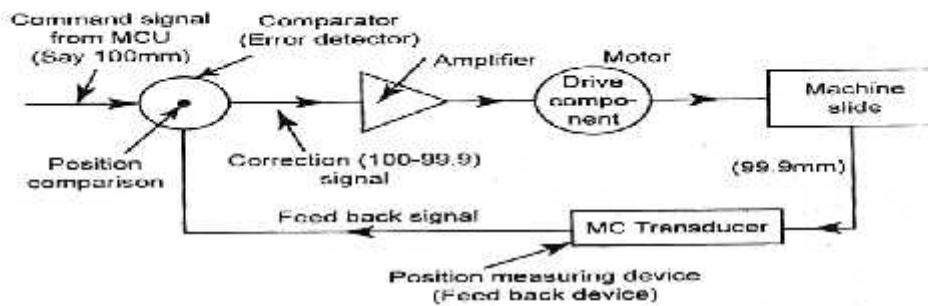 Command signal
from MCU
(Say 100mm)
Comparator
(Error detector)
Amplifier
Motor
Drive
compo-
nent
Machine
slide
Position
comparison
Correction (100-99.9)
signal
(99.9mm)
Feed back signal
MC Transducer
Position measuring device
(Feed back device)